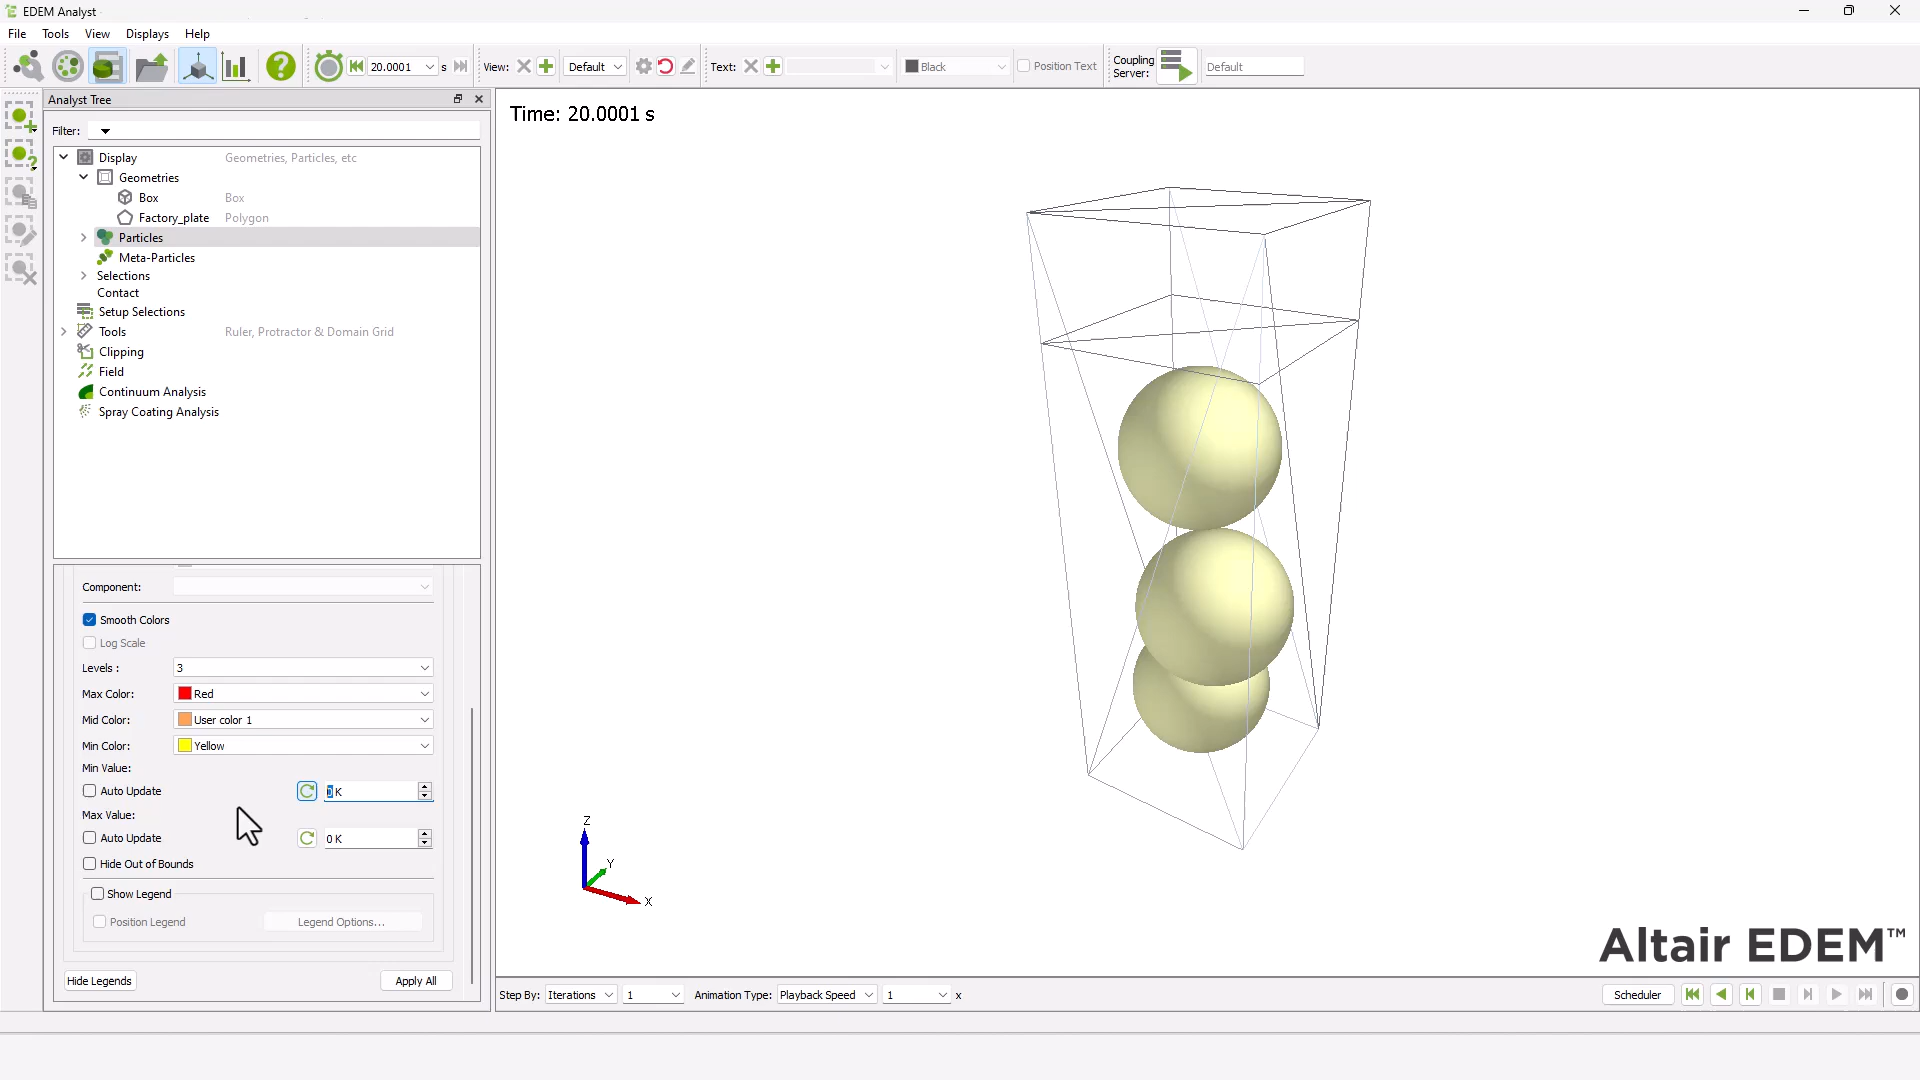 EDEM Analyst
File Tools View Displays Help
20.0001 s View: Default Text: Black Position Text Coupling Server: Default
Analyst Tree
Filter:
Display Geometries, Particles, etc
Geometries
Box Box
Factory_plate Polygon
Particles
Meta-Particles
Selections
Contact
Setup Selections
Tools Ruler, Protractor & Domain Grid
Clipping
Field
Continuum Analysis
Spray Coating Analysis
Component:
Smooth Colors
Log Scale
Levels : 3
Max Color: Red
Mid Color: User color 1
Min Color: Yellow
Min Value:
Auto Update 0 K
Max Value:
Auto Update 0 K
Hide Out of Bounds
Show Legend
Position Legend Legend Options...
Hide Legends Apply All
Time: 20.0001 s
Z
Y
X
Altair EDEM™
Step By: Iterations 1 Animation Type: Playback Speed 1 x Scheduler